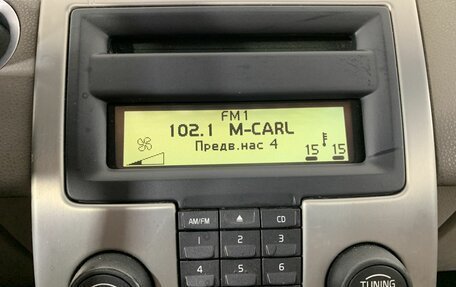 FM1
102.1 M-CARL
Предв.нас 4
15 15
AM/FM CD
1 2 3
4 5 6
TUNING